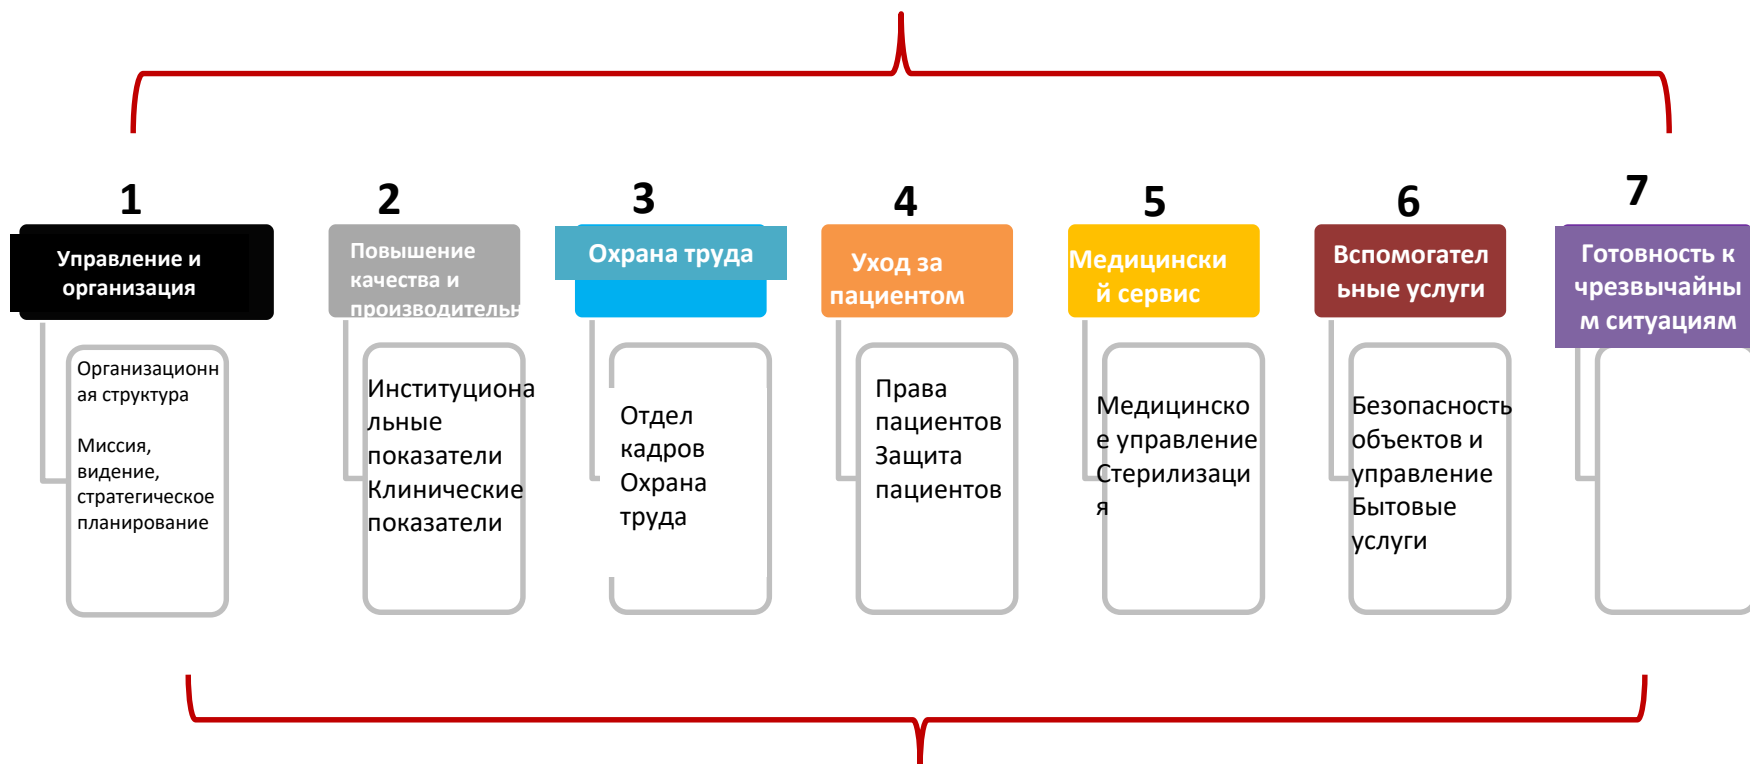 1
Управление и
организация
Организационн
ая структура
Миссия,
видение,
стратегическое
планирование
2
Повышение
качества и
производительн
Институциона
льные
показатели
Клинические
показатели
3
Охрана труда
Отдел
кадров
Охрана
труда
4
Уход за
пациентом
Права
пациентов
Защита
пациентов
5
Медицински
й сервис
Медицинско
е управление
Стерилизаци
я
6
Вспомогател
ьные услуги
Безопасность
объектов и
управление
Бытовые
услуги
7
Готовность к
чрезвычайны
м ситуациям